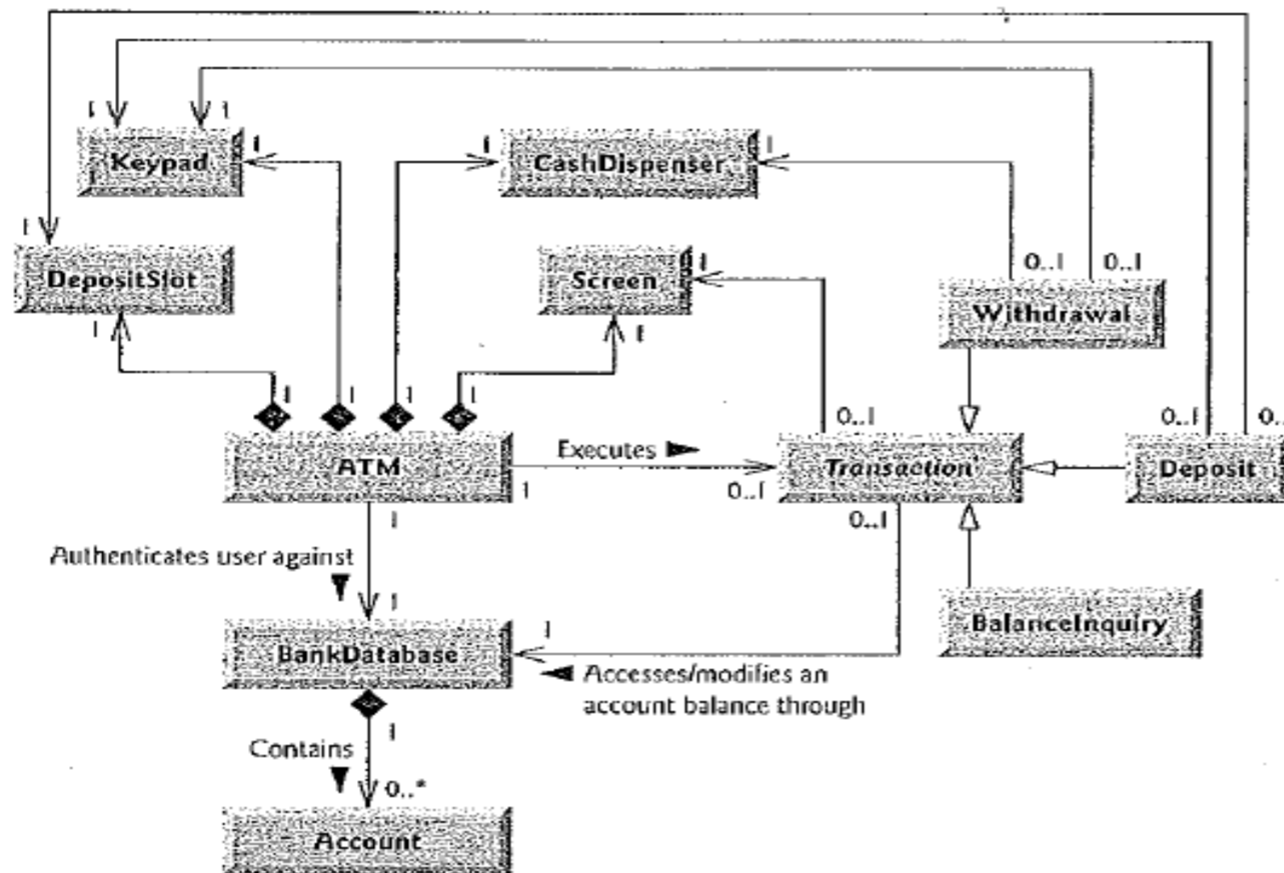 1
1
1
1
1
Keypad
CashDispenser
1
DepositSlot
1
Screen
0..1
0..1
Withdrawal
1
1
1
1
1
1
0..1
0..1
0..
ATM
Executes
Transaction
Deposit
1
0..1
1
0..1
Authenticates user against
1
1
BankDatabase
BalanceInquiry
Accesses/modifies an
account balance through
1
Contains
0..*
Account